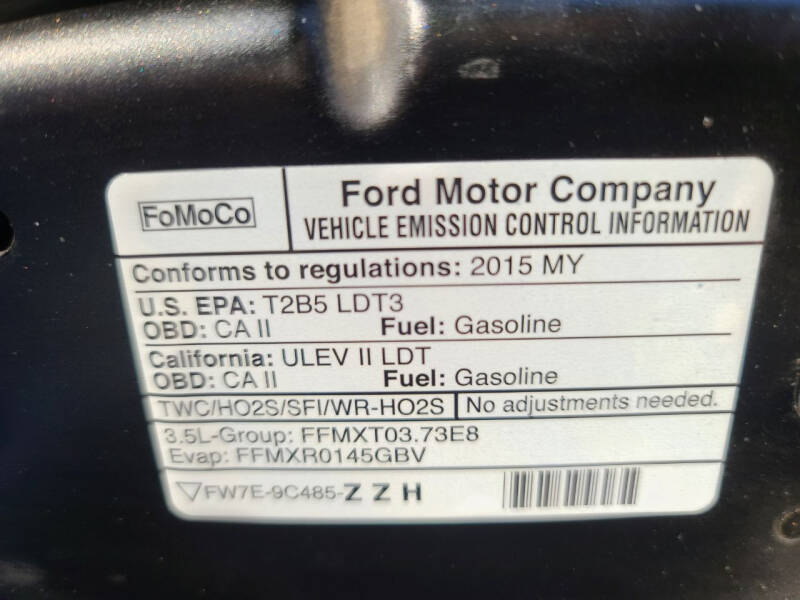 FoMoCo
Ford Motor Company
VEHICLE EMISSION CONTROL INFORMATION
Conforms to regulations: 2015 MY
U.S. EPA: T2B5 LDT3
OBD: CA II Fuel: Gasoline
California: ULEV II LDT
OBD: CA II Fuel: Gasoline
TWC/HO2S/SFI/WR-HO2S No adjustments needed.
3.5L-Group: FFMXT03.73E8
Evap: FFMXR0145GBV
▽FW7E-9C485-Z Z H